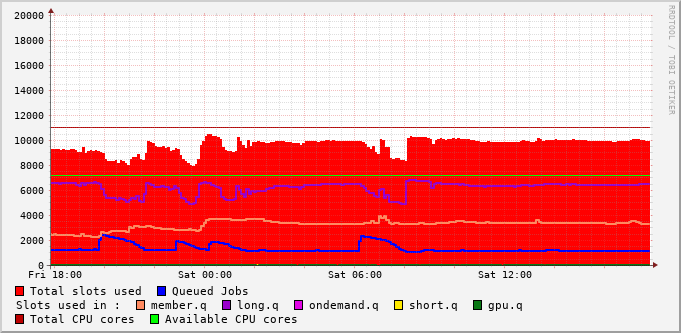 20000
18000
16000
14000
12000
10000
8000
6000
4000
2000
0
Fri 18:00 Sat 00:00 Sat 06:00 Sat 12:00
Total slots used Queued Jobs
Slots used in : member.q long.q ondemand.q short.q gpu.q
Total CPU cores Available CPU cores
RRDTOOL / TOBI OETIKER